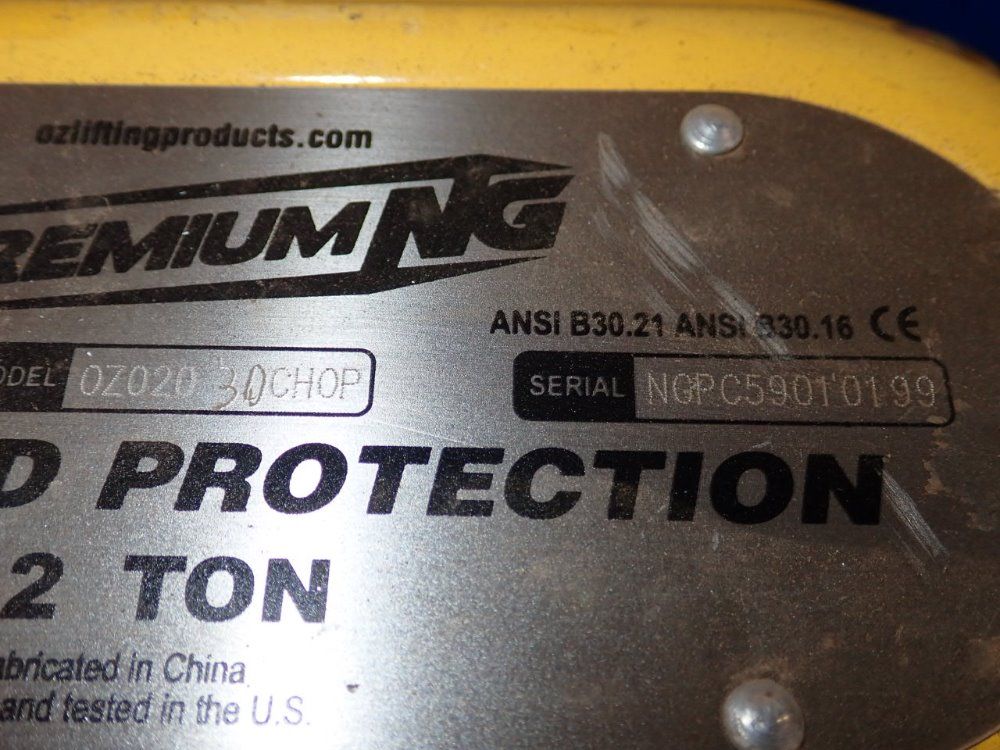 ozliftingproducts.com
REMIUM NG
ANSI B30.21 ANSI B30.16 CE
ODEL OZ020 30CHOP
SERIAL NGPC59010199
D PROTECTION
2 TON
abricated in China
and tested in the U.S.